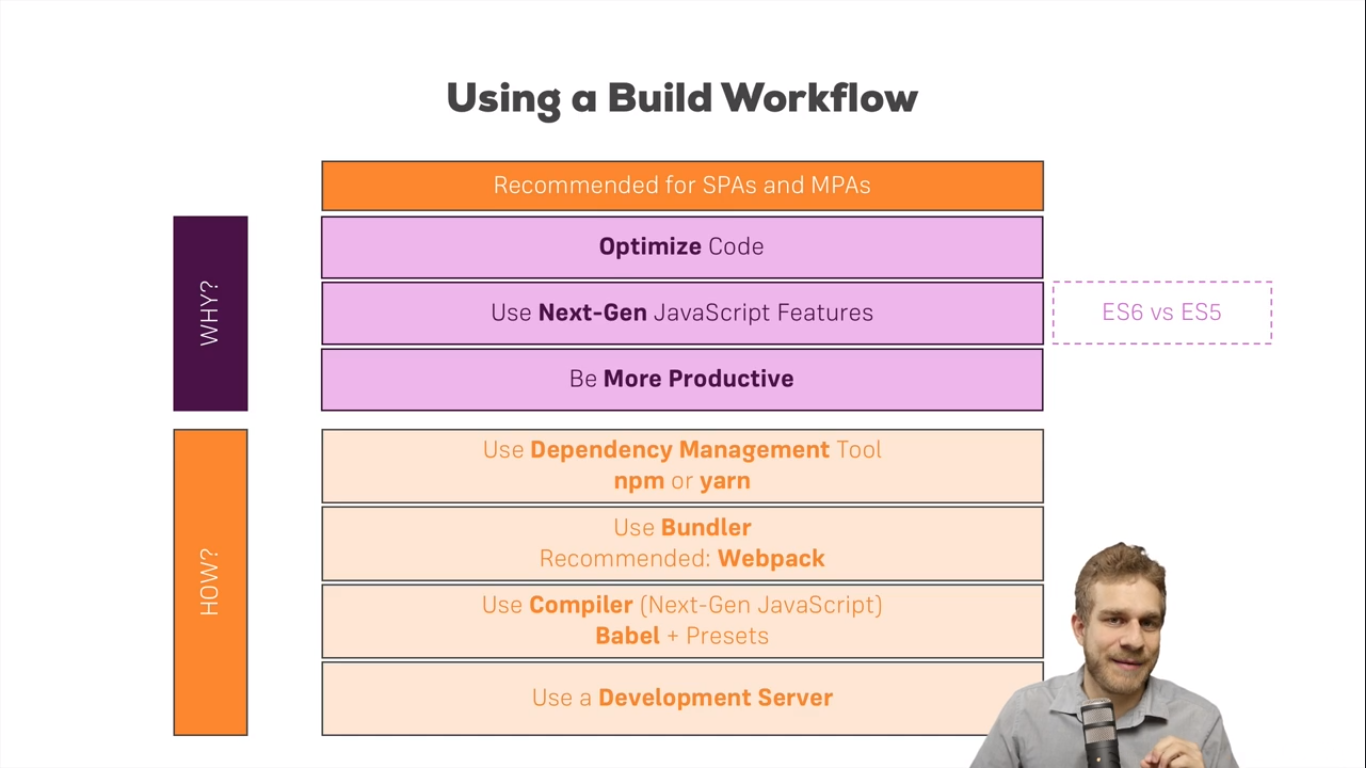 Using a Build Workflow
Recommended for SPAs and MPAs
WHY?
Optimize Code
Use Next-Gen JavaScript Features
ES6 vs ES5
Be More Productive
HOW?
Use Dependency Management Tool
npm or yarn
Use Bundler
Recommended: Webpack
Use Compiler (Next-Gen JavaScript)
Babel + Presets
Use a Development Server